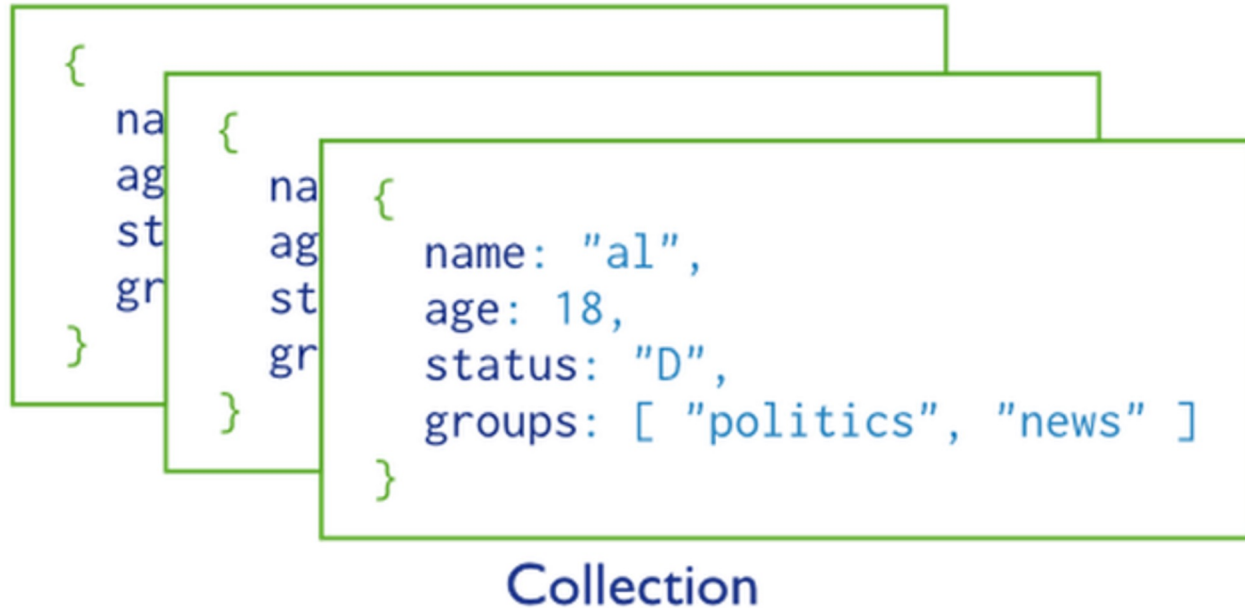 {
na
ag
st
gr
}
{
na
ag
st
gr
}
{
name: "al",
age: 18,
status: "D",
groups: [ "politics", "news" ]
}
Collection